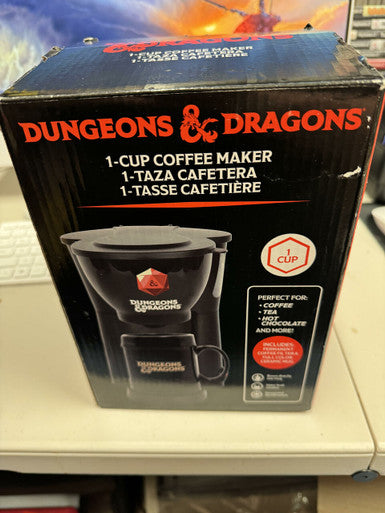 DUNGEONS & DRAGONS
1-CUP COFFEE MAKER
1-TAZA CAFETERA
1-TASSE CAFETIÈRE
DUNGEONS & DRAGONS
1-CUP COFFEE MAKER
1-TAZA CAFETERA
1-TASSE CAFETIÈRE
1
CUP
&
DUNGEONS
& DRAGONS
DUNGEONS
& DRAGONS
PERFECT FOR:
• COFFEE
• TEA
• HOT
CHOCOLATE
AND MORE!
INCLUDES:
PERMANENT
COFFEE FILTER &
FULL COLOR
CERAMIC MUG